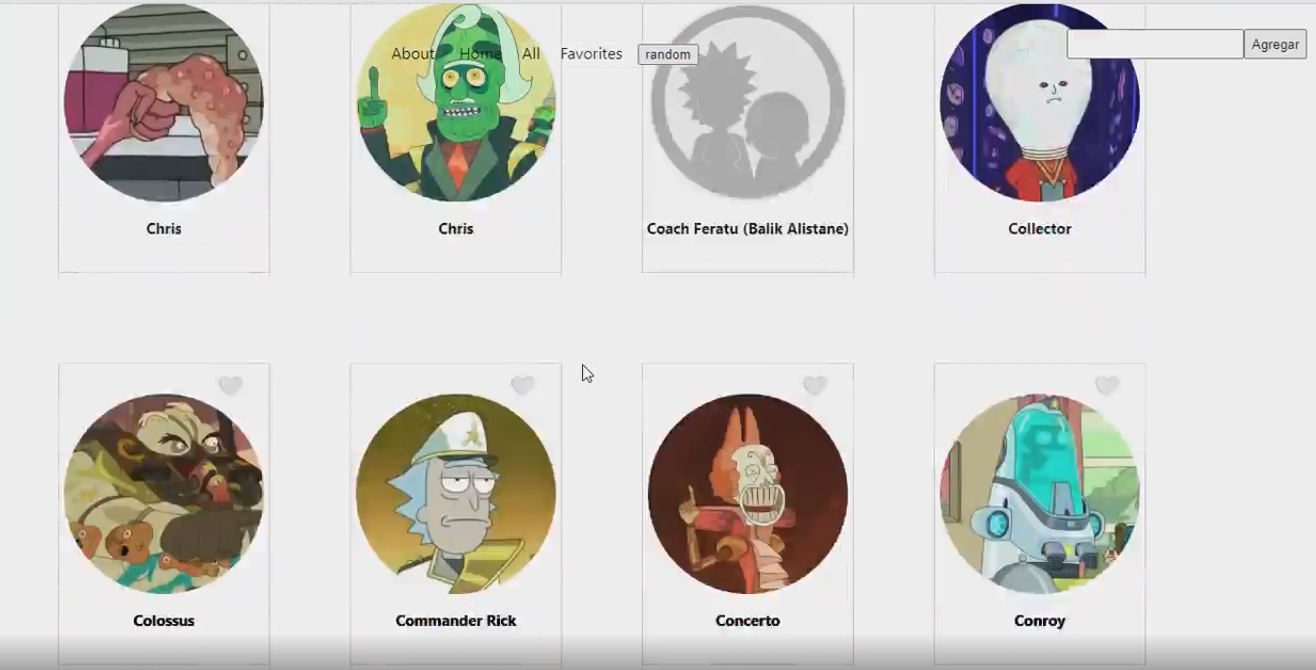 About Home All Favorites random Agregar
Chris Chris Coach Feratu (Balik Alistane) Collector
Colossus Commander Rick Concerto Conroy